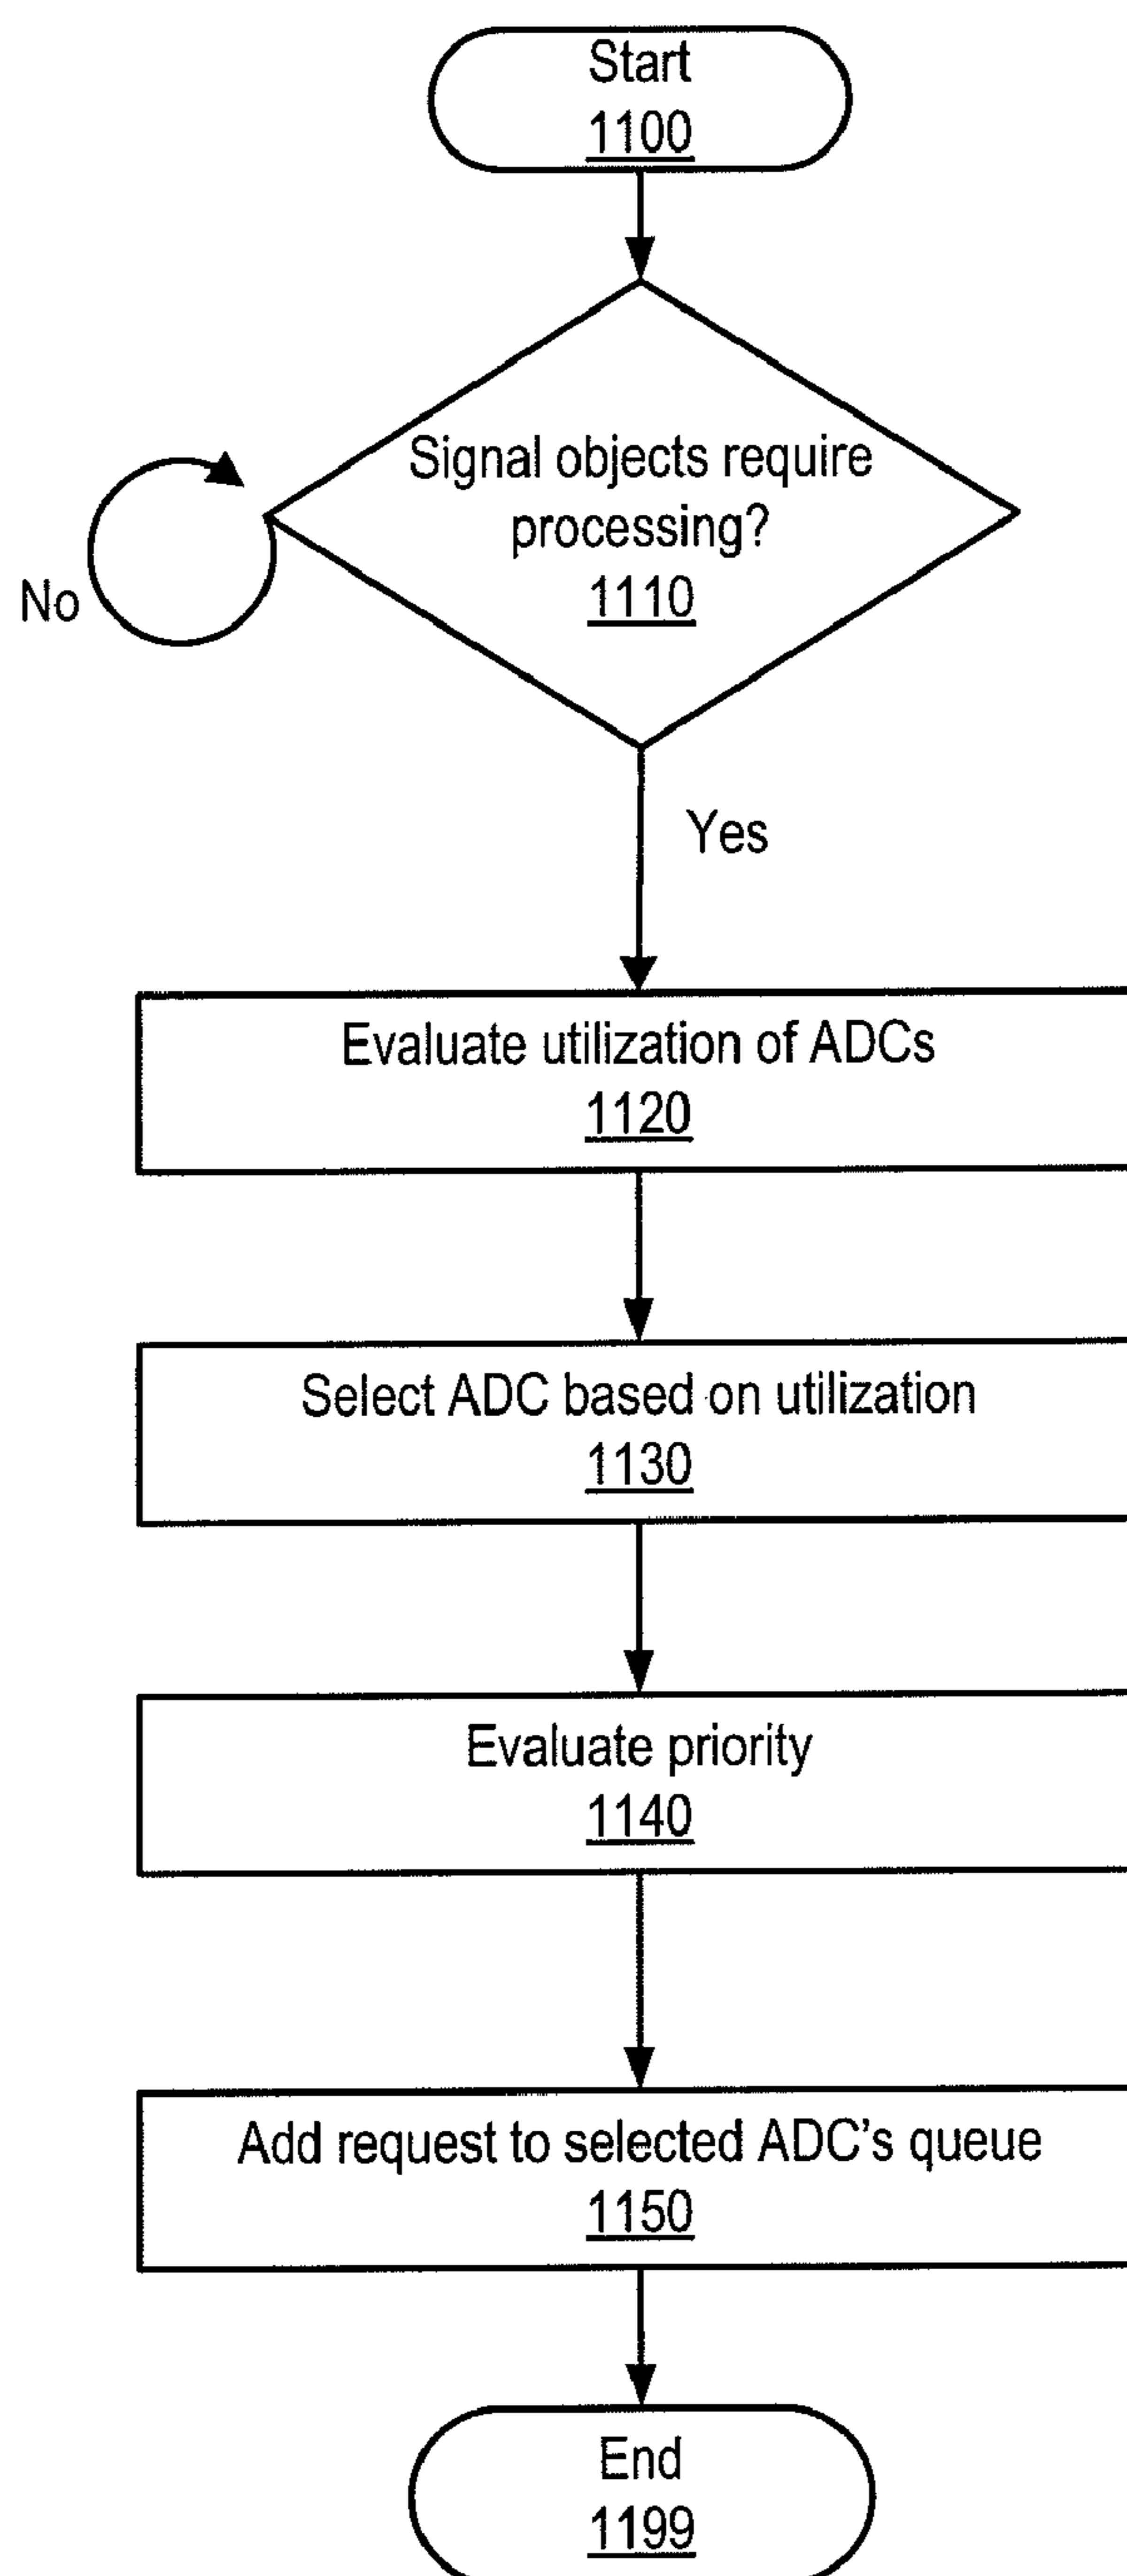 Start
1100
Signal objects require
processing?
1110
No
Yes
Evaluate utilization of ADCs
1120
Select ADC based on utilization
1130
Evaluate priority
1140
Add request to selected ADC's queue
1150
End
1199